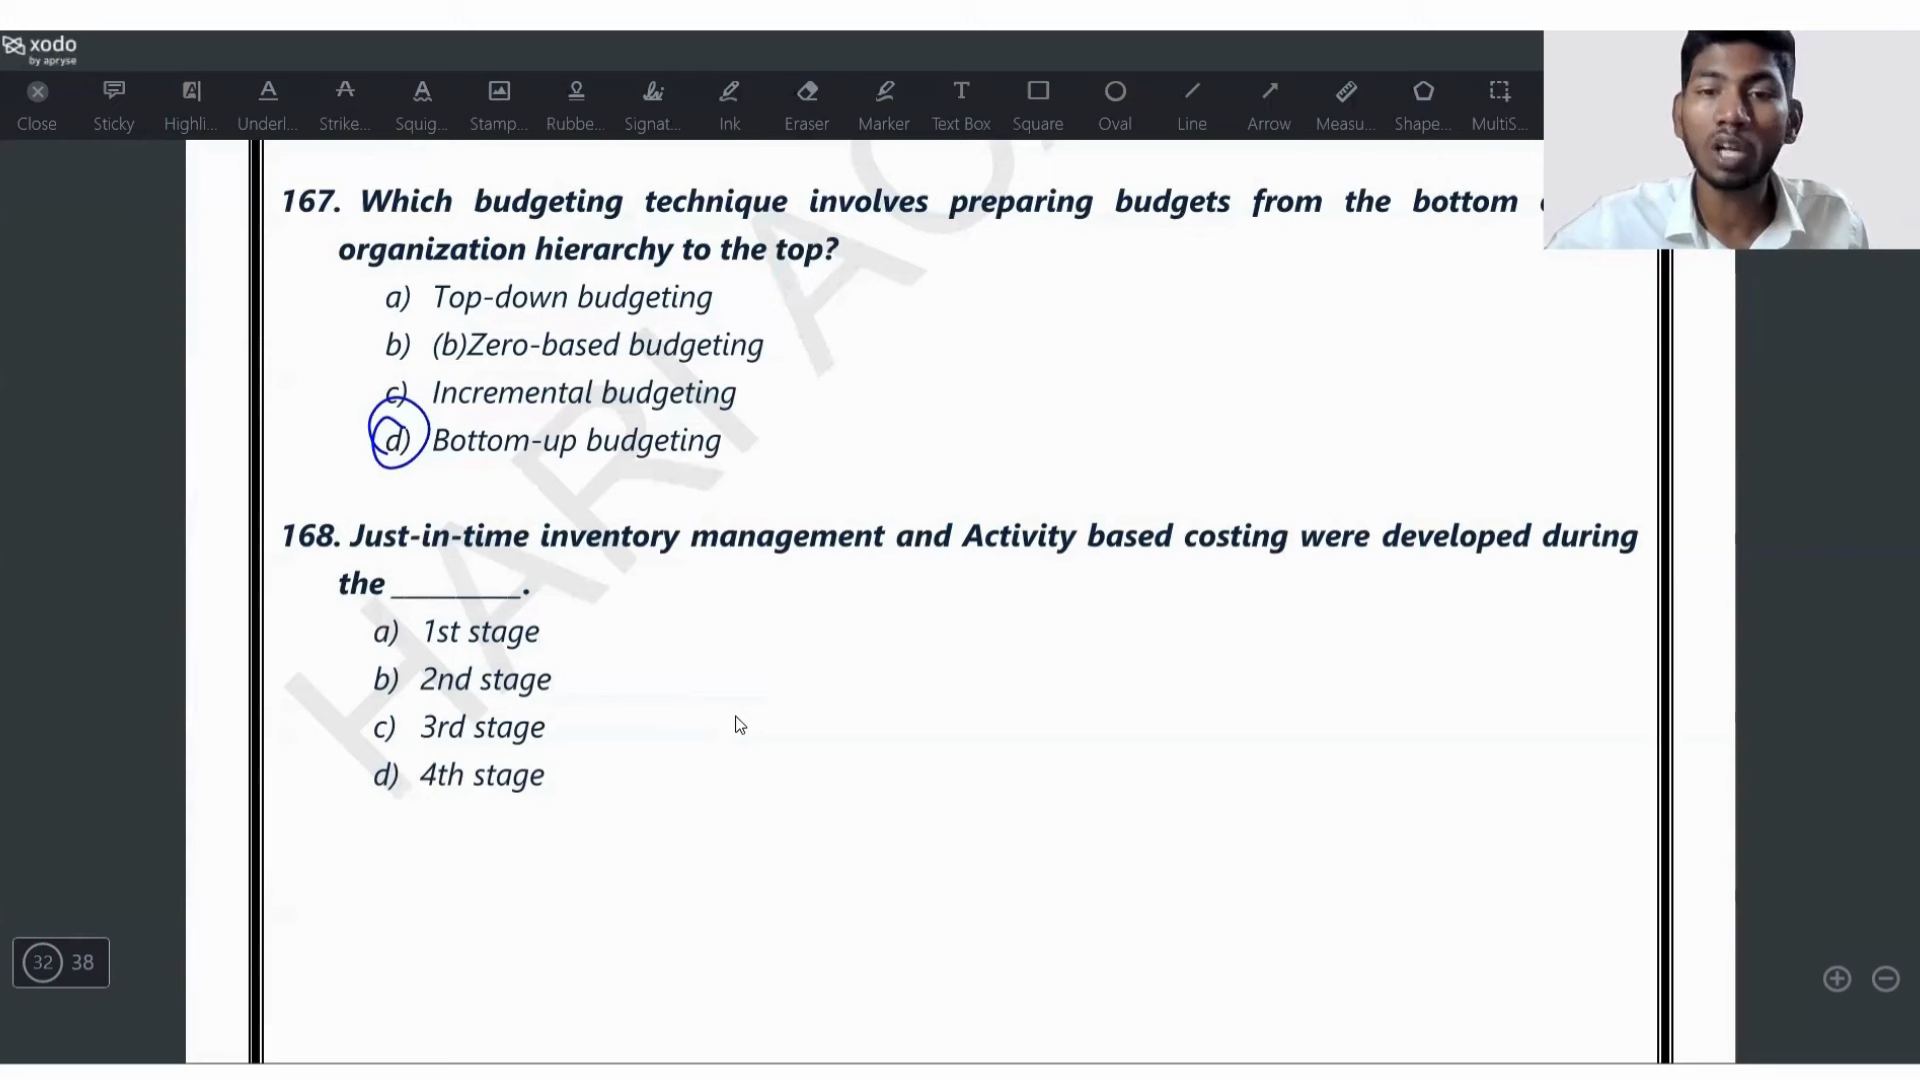 xodo
by apryse
Close Sticky Highli... Underl... Strike... Squig... Stamp... Rubbe... Signat... Ink Eraser Marker Text Box Square Oval Line Arrow Measu... Shape... MultiS...
167. Which budgeting technique involves preparing budgets from the bottom
organization hierarchy to the top?
a) Top-down budgeting
b) (b)Zero-based budgeting
c) Incremental budgeting
d) Bottom-up budgeting
168. Just-in-time inventory management and Activity based costing were developed during
the _________.
a) 1st stage
b) 2nd stage
c) 3rd stage
d) 4th stage
HARI
32 38